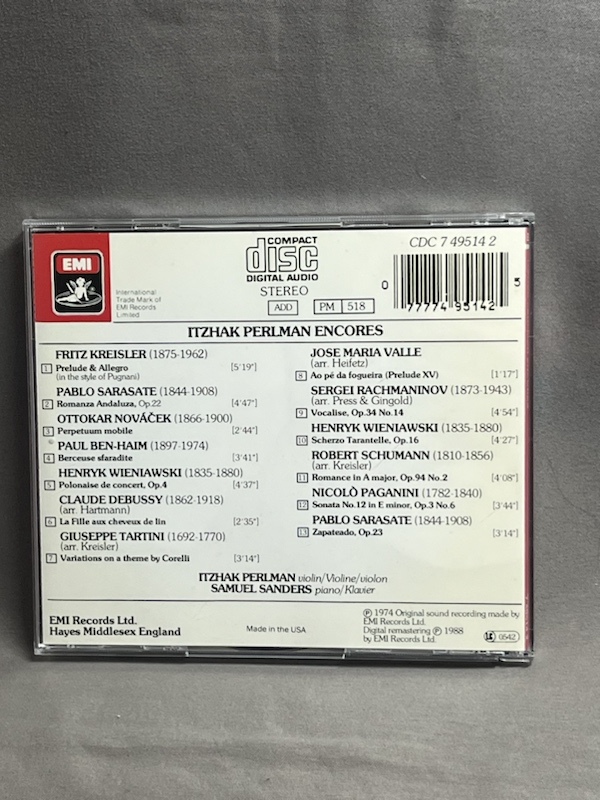 EMI
International
Trade Mark of
EMI Records
Limited
COMPACT
disc
DIGITAL AUDIO
STEREO
ADD
PM 518
CDC 7 49514 2
0 77774 95142 5
ITZHAK PERLMAN ENCORES
FRITZ KREISLER (1875-1962)
1 Prelude & Allegro [5'19"]
(in the style of Pugnani)
PABLO SARASATE (1844-1908)
2 Romanza Andaluza, Op.22 [4'47"]
OTTOKAR NOVÁČEK (1866-1900)
3 Perpetuum mobile [2'44"]
PAUL BEN-HAIM (1897-1974)
4 Berceuse sfaradite [3'41"]
HENRYK WIENIAWSKI (1835-1880)
5 Polonaise de concert, Op.4 [4'37"]
CLAUDE DEBUSSY (1862-1918)
(arr. Hartmann)
6 La Fille aux cheveux de lin [2'35"]
GIUSEPPE TARTINI (1692-1770)
(arr. Kreisler)
7 Variations on a theme by Corelli [3'14"]
JOSE MARIA VALLE
(arr. Heifetz)
8 Ao pé da fogueira (Prelude XV) [1'17"]
SERGEI RACHMANINOV (1873-1943)
(arr. Press & Gingold)
9 Vocalise, Op.34 No.14 [4'54"]
HENRYK WIENIAWSKI (1835-1880)
10 Scherzo Tarantelle, Op.16 [4'27"]
ROBERT SCHUMANN (1810-1856)
(arr. Kreisler)
11 Romance in A major, Op.94 No.2 [4'08"]
NICOLÒ PAGANINI (1782-1840)
12 Sonata No.12 in E minor, Op.3 No.6 [3'44"]
PABLO SARASATE (1844-1908)
13 Zapateado, Op.23 [3'14"]
ITZHAK PERLMAN violin/Violine/violon
SAMUEL SANDERS piano/Klavier
EMI Records Ltd.
Hayes Middlesex England
Made in the USA
℗ 1974 Original sound recording made by
EMI Records Ltd.
Digital remastering ℗ 1988
by EMI Records Ltd.
0542